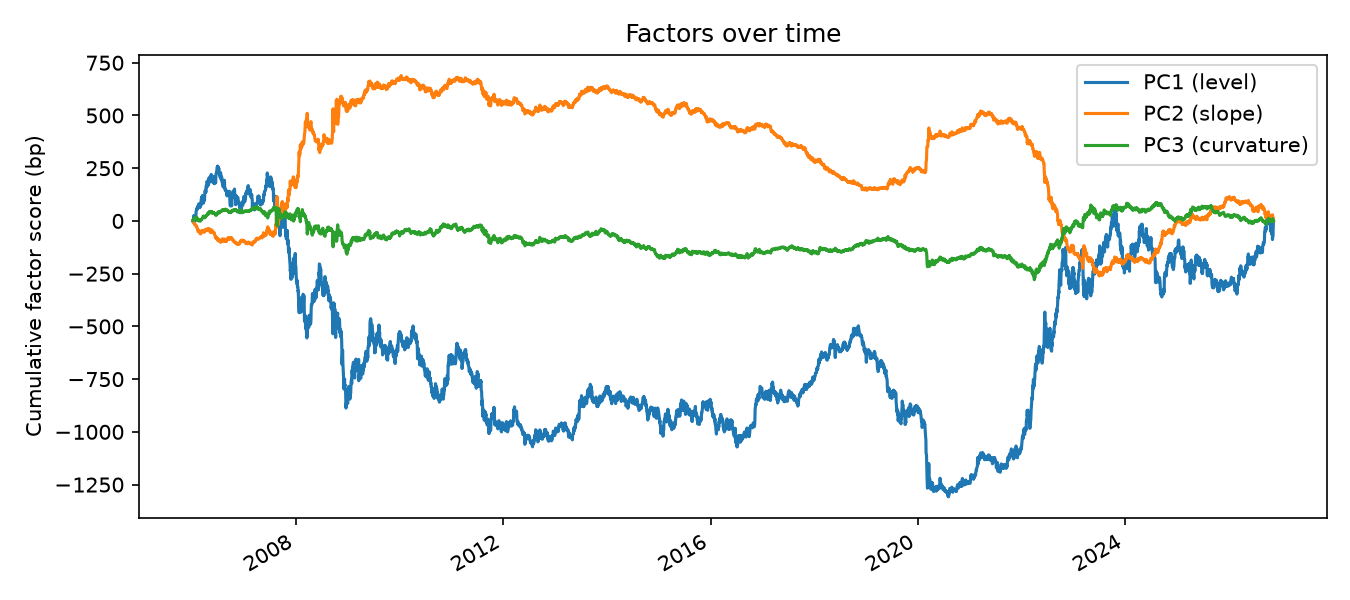 Factors over time
Cumulative factor score (bp)
750
500
250
0
−250
−500
−750
−1000
−1250
2008
2012
2016
2020
2024
PC1 (level)
PC2 (slope)
PC3 (curvature)